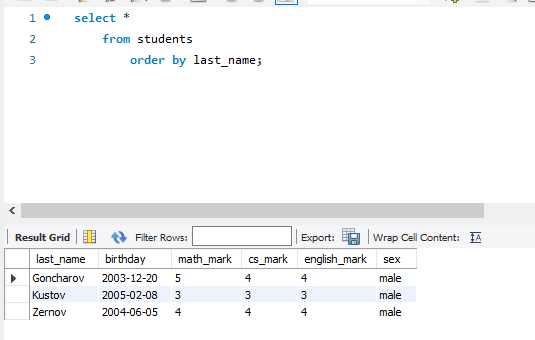 1 select *
2 from students
3 order by last_name;
Result Grid Filter Rows: Export: Wrap Cell Content:
last_name birthday math_mark cs_mark english_mark sex
Goncharov 2003-12-20 5 4 4 male
Kustov 2005-02-08 3 3 3 male
Zernov 2004-06-05 4 4 4 male